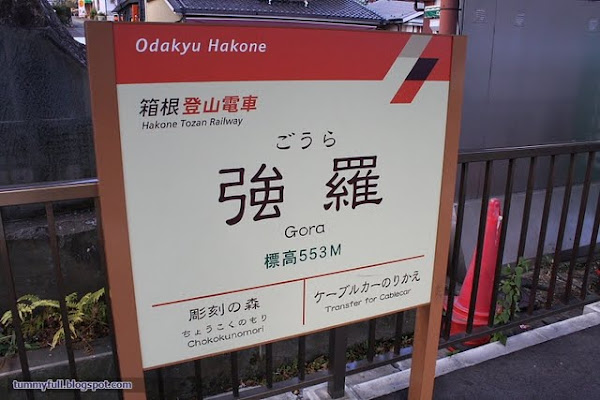 Odakyu Hakone
箱根登山電車
Hakone Tozan Railway
ごうら
強羅
Gora
標高553M
彫刻の森
ちょうこくのもり
Chokokunomori
ケーブルカーのりかえ
Transfer for Cablecar
tummyfull.blogspot.com